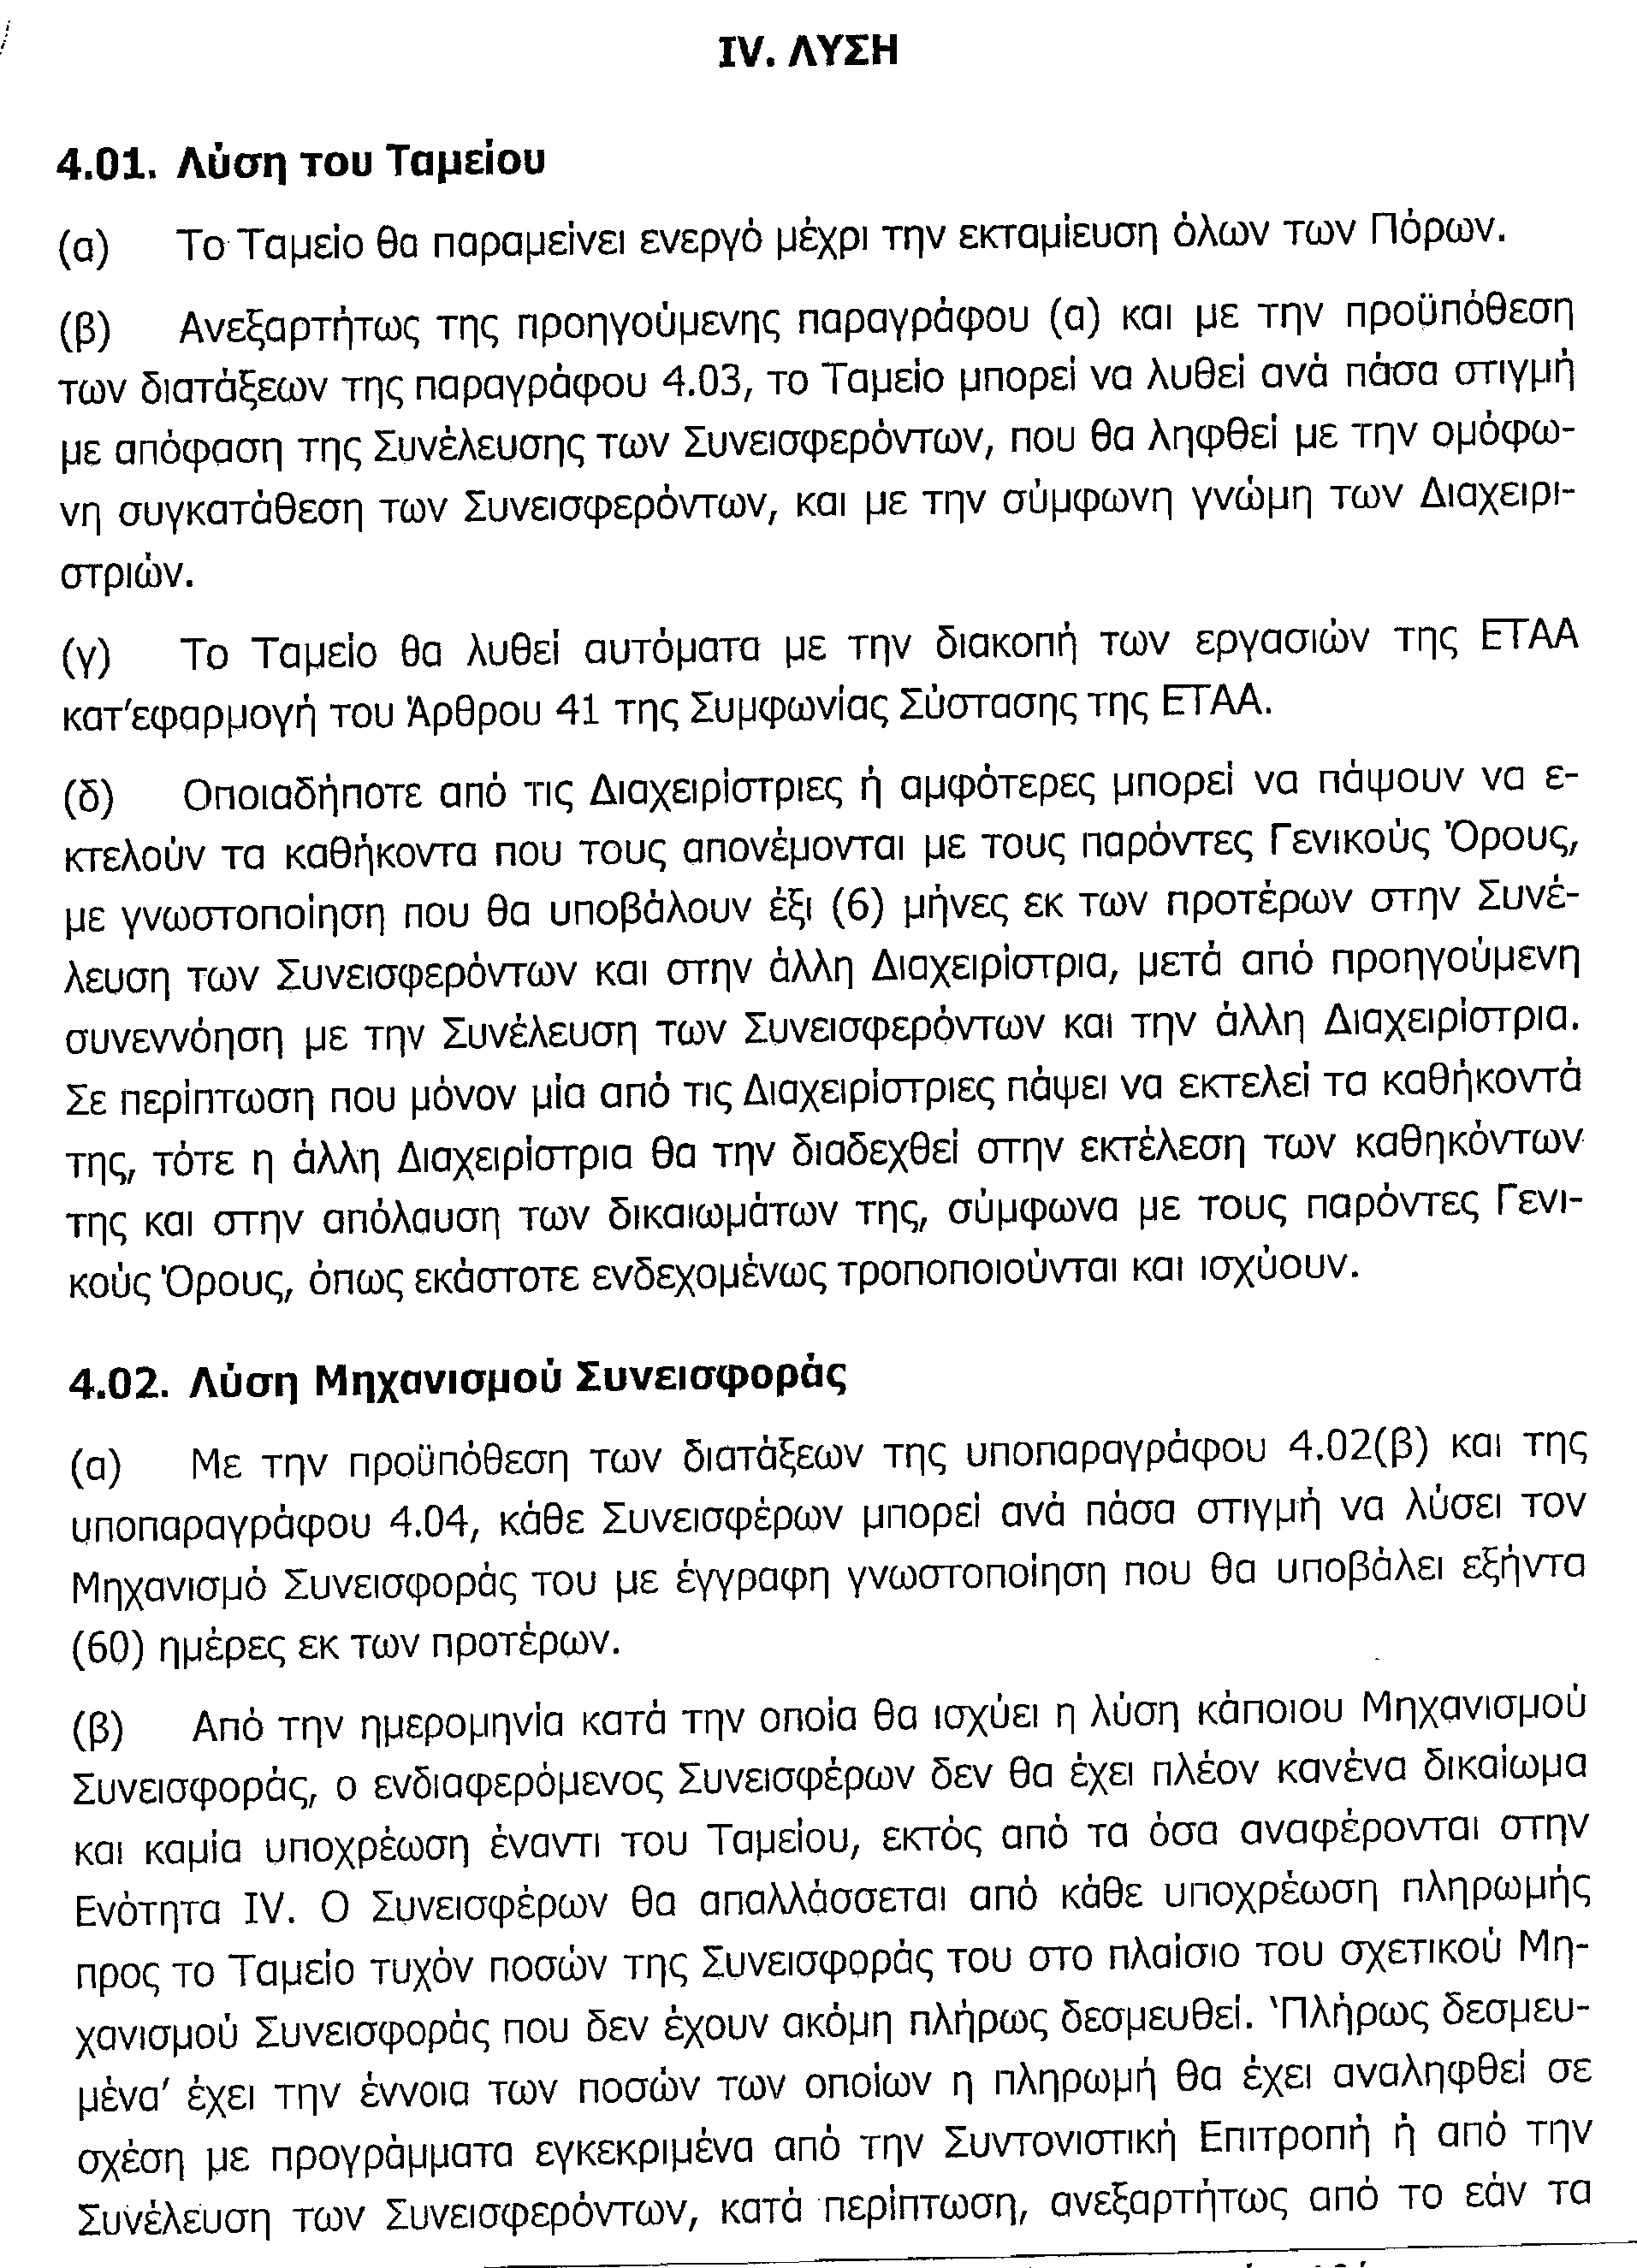 IV. ΛΥΣΗ
4.01. Λύση του Ταμείου
(α) Το Ταμείο θα παραμείνει ενεργό μέχρι την εκταμίευση όλων των Πόρων.
(β) Ανεξαρτήτως της προηγούμενης παραγράφου (α) και με την προϋπόθεση
των διατάξεων της παραγράφου 4.03, το Ταμείο μπορεί να λυθεί ανά πάσα στιγμή
με απόφαση της Συνέλευσης των Συνεισφερόντων, που θα ληφθεί με την ομόφω-
νη συγκατάθεση των Συνεισφερόντων, και με την σύμφωνη γνώμη των Διαχειρι-
στριών.
(γ) Το Ταμείο θα λυθεί αυτόματα με την διακοπή των εργασιών της ΕΤΑΑ
κατ'εφαρμογή του Άρθρου 41 της Συμφωνίας Σύστασης της ΕΤΑΑ.
(δ) Οποιαδήποτε από τις Διαχειρίστριες ή αμφότερες μπορεί να πάψουν να ε-
κτελούν τα καθήκοντα που τους απονέμονται με τους παρόντες Γενικούς Όρους,
με γνωστοποίηση που θα υποβάλουν έξι (6) μήνες εκ των προτέρων στην Συνέ-
λευση των Συνεισφερόντων και στην άλλη Διαχειρίστρια, μετά από προηγούμενη
συνεννόηση με την Συνέλευση των Συνεισφερόντων και την άλλη Διαχειρίστρια.
Σε περίπτωση που μόνον μία από τις Διαχειρίστριες πάψει να εκτελεί τα καθήκοντά
της, τότε η άλλη Διαχειρίστρια θα την διαδεχθεί στην εκτέλεση των καθηκόντων
της και στην απόλαυση των δικαιωμάτων της, σύμφωνα με τους παρόντες Γενι-
κούς Όρους, όπως εκάστοτε ενδεχομένως τροποποιούνται και ισχύουν.
4.02. Λύση Μηχανισμού Συνεισφοράς
(α) Με την προϋπόθεση των διατάξεων της υποπαραγράφου 4.02(β) και της
υποπαραγράφου 4.04, κάθε Συνεισφέρων μπορεί ανά πάσα στιγμή να λύσει τον
Μηχανισμό Συνεισφοράς του με έγγραφη γνωστοποίηση που θα υποβάλει εξήντα
(60) ημέρες εκ των προτέρων.
(β) Από την ημερομηνία κατά την οποία θα ισχύει η λύση κάποιου Μηχανισμού
Συνεισφοράς, ο ενδιαφερόμενος Συνεισφέρων δεν θα έχει πλέον κανένα δικαίωμα
και καμία υποχρέωση έναντι του Ταμείου, εκτός από τα όσα αναφέρονται στην
Ενότητα IV. Ο Συνεισφέρων θα απαλλάσσεται από κάθε υποχρέωση πληρωμής
προς το Ταμείο τυχόν ποσών της Συνεισφοράς του στο πλαίσιο του σχετικού Μη-
χανισμού Συνεισφοράς που δεν έχουν ακόμη πλήρως δεσμευθεί. 'Πλήρως δεσμευ-
μένα' έχει την έννοια των ποσών των οποίων η πληρωμή θα έχει αναληφθεί σε
σχέση με προγράμματα εγκεκριμένα από την Συντονιστική Επιτροπή ή από την
Συνέλευση των Συνεισφερόντων, κατά περίπτωση, ανεξαρτήτως από το εάν τα